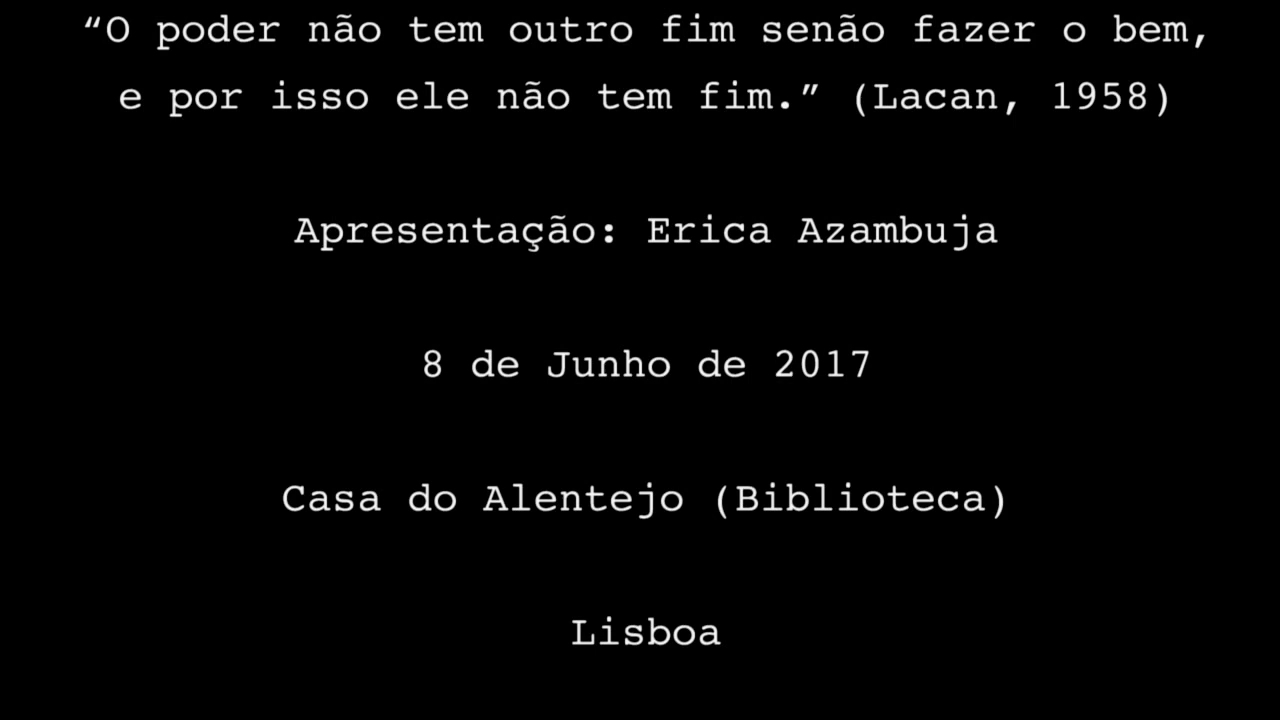 “O poder não tem outro fim senão fazer o bem,
e por isso ele não tem fim.” (Lacan, 1958)
Apresentação: Erica Azambuja
8 de Junho de 2017
Casa do Alentejo (Biblioteca)
Lisboa